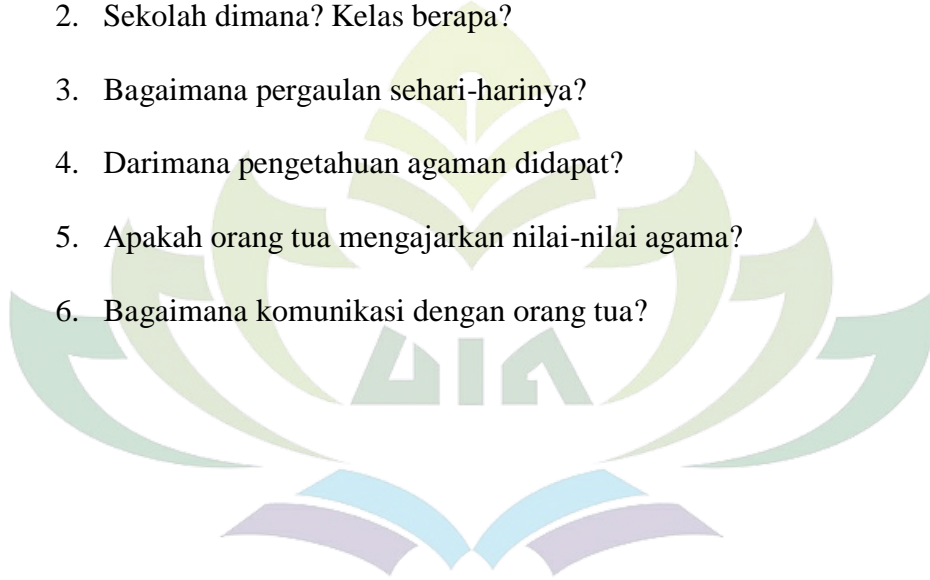 2. Sekolah dimana? Kelas berapa?
3. Bagaimana pergaulan sehari-harinya?
4. Darimana pengetahuan agaman didapat?
5. Apakah orang tua mengajarkan nilai-nilai agama?
6. Bagaimana komunikasi dengan orang tua?
UIN